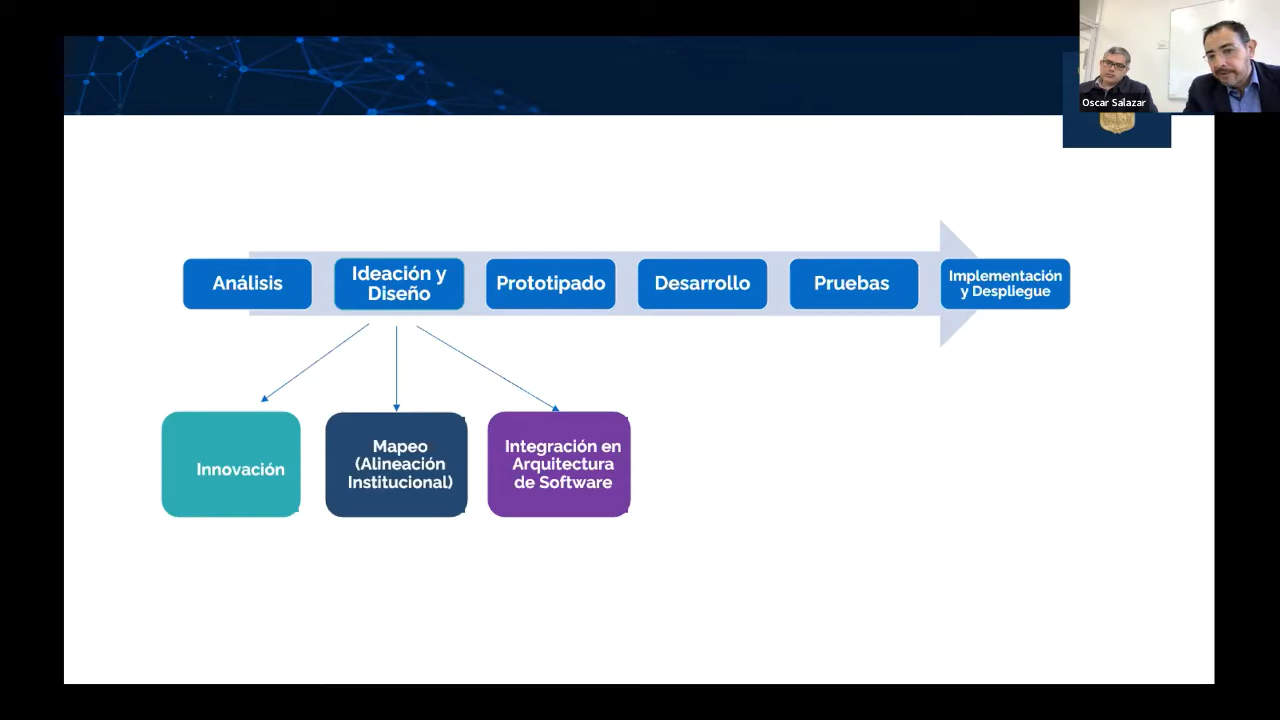 Oscar Salazar
Análisis
Ideación y
Diseño
Prototipado
Desarrollo
Pruebas
Implementación
y Despliegue
Innovación
Mapeo
(Alineación
Institucional)
Integración en
Arquitectura
de Software